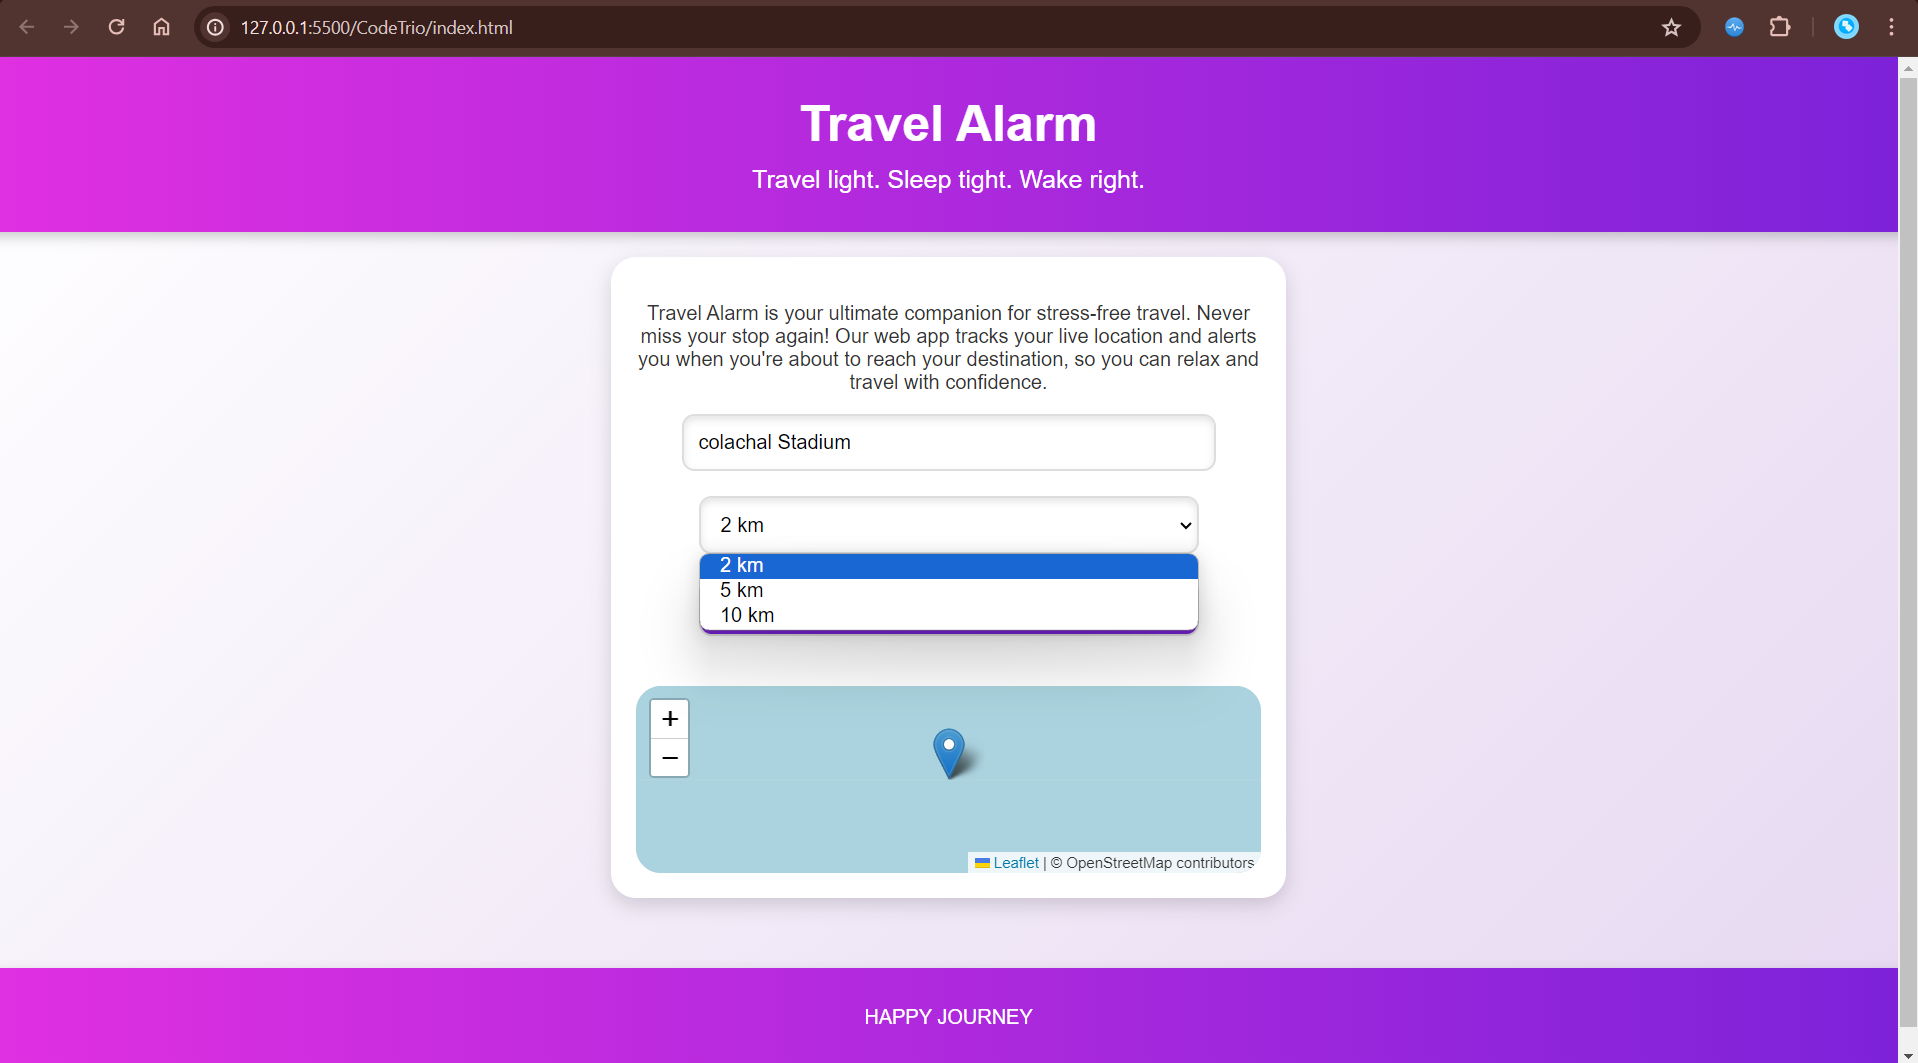 127.0.0.1:5500/CodeTrio/index.html
Travel Alarm
Travel light. Sleep tight. Wake right.
Travel Alarm is your ultimate companion for stress-free travel. Never
miss your stop again! Our web app tracks your live location and alerts
you when you're about to reach your destination, so you can relax and
travel with confidence.
colachal Stadium
2 km
2 km
5 km
10 km
+
−
Leaflet | © OpenStreetMap contributors
HAPPY JOURNEY